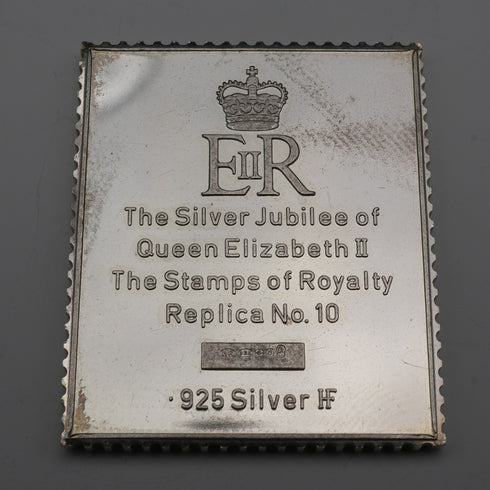 EIIR
The Silver Jubilee of
Queen Elizabeth II
The Stamps of Royalty
Replica No. 10
.925 Silver HF